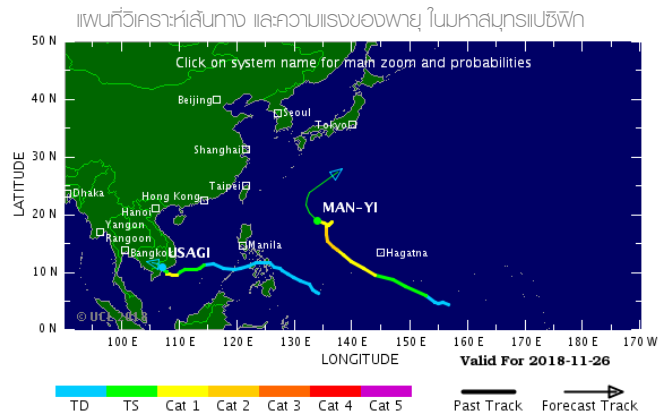 แผนที่วิเคราะห์เส้นทาง และความแรงของพายุ ในมหาสมุทรแปซิฟิก
50 N
Click on system name for main zoom and probabilities
Beijing
40 N
Seoul
Tokyo
Shanghai
30 N
Taipei
Dhaka
Hong Kong
Hanoi
20 N
MAN-YI
Yangon
Rangoon
Manila
Hagatna
Bangkok
USAGI
10 N
© UCL 2018
0 N
LATITUDE
100 E 110 E 120 E 130 E 140 E 150 E 160 E 170 W
LONGITUDE
Valid For 2018-11-26
TD TS Cat 1 Cat 2 Cat 3 Cat 4 Cat 5
Past Track Forecast Track